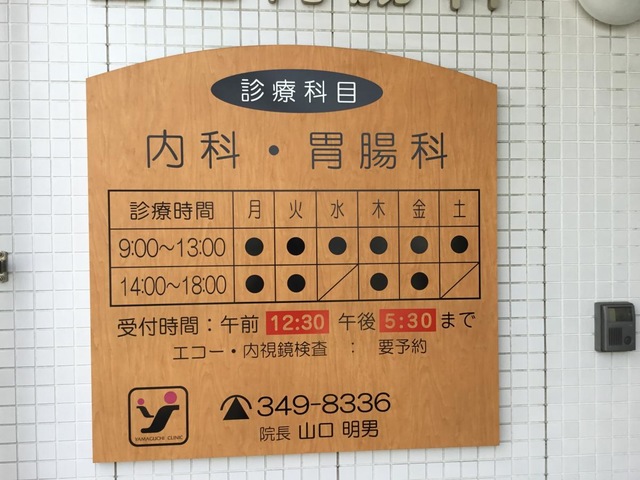 診療科目
内科・胃腸科
診療時間 月 火 水 木 金 土
9:00～13:00 ● ● ● ● ● ●
14:00～18:00 ● ● ／ ● ● ／
受付時間：午前 12:30 午後 5:30 まで
エコー・内視鏡検査 ： 要予約
349-8336
院長 山口 明男
YAMAGUCHI CLINIC